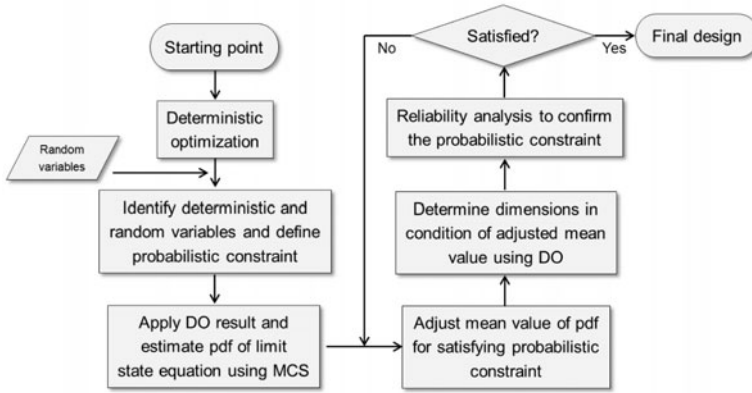 Starting point
Deterministic
optimization
Random
variables
Identify deterministic and
random variables and define
probabilistic constraint
Apply DO result and
estimate pdf of limit
state equation using MCS
Adjust mean value of pdf
for satisfying probabilistic
constraint
Determine dimensions in
condition of adjusted mean
value using DO
Reliability analysis to confirm
the probabilistic constraint
Satisfied?
No
Yes
Final design